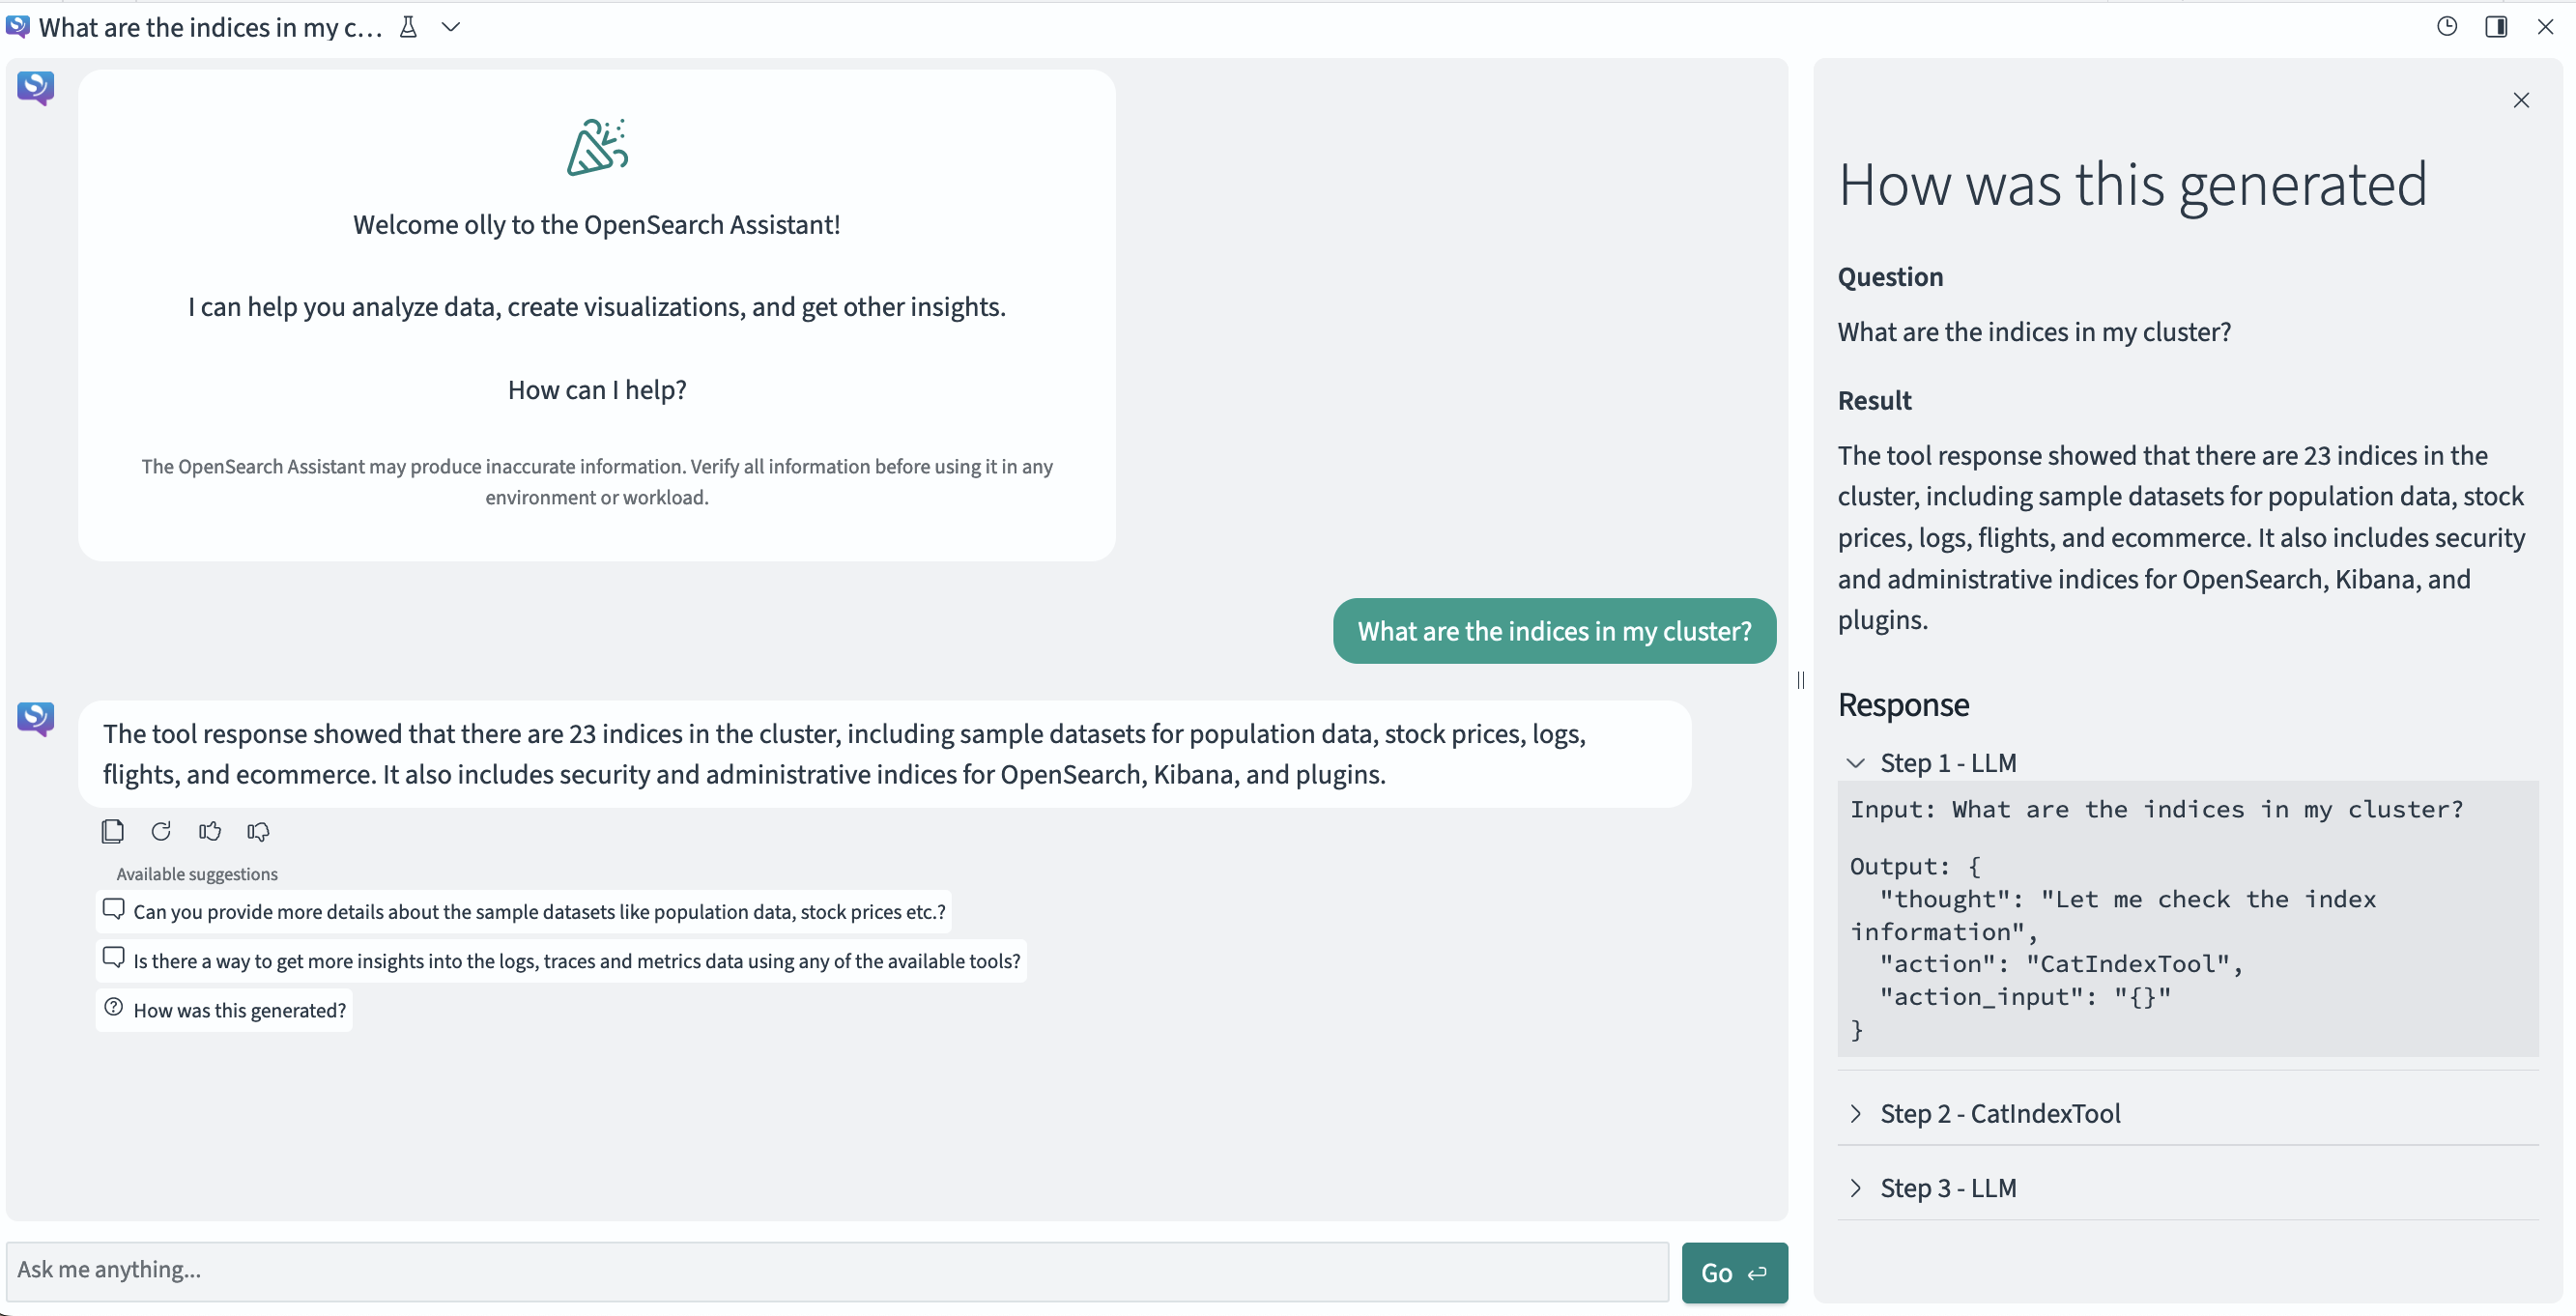 What are the indices in my c...
Welcome olly to the OpenSearch Assistant!
I can help you analyze data, create visualizations, and get other insights.
How can I help?
The OpenSearch Assistant may produce inaccurate information. Verify all information before using it in any
environment or workload.
What are the indices in my cluster?
The tool response showed that there are 23 indices in the cluster, including sample datasets for population data, stock prices, logs,
flights, and ecommerce. It also includes security and administrative indices for OpenSearch, Kibana, and plugins.
Available suggestions
Can you provide more details about the sample datasets like population data, stock prices etc.?
Is there a way to get more insights into the logs, traces and metrics data using any of the available tools?
How was this generated?
Ask me anything...
Go
How was this generated
Question
What are the indices in my cluster?
Result
The tool response showed that there are 23 indices in the
cluster, including sample datasets for population data, stock
prices, logs, flights, and ecommerce. It also includes security
and administrative indices for OpenSearch, Kibana, and
plugins.
Response
Step 1 - LLM
Input: What are the indices in my cluster?
Output: {
"thought": "Let me check the index
information",
"action": "CatIndexTool",
"action_input": "{}"
}
Step 2 - CatIndexTool
Step 3 - LLM